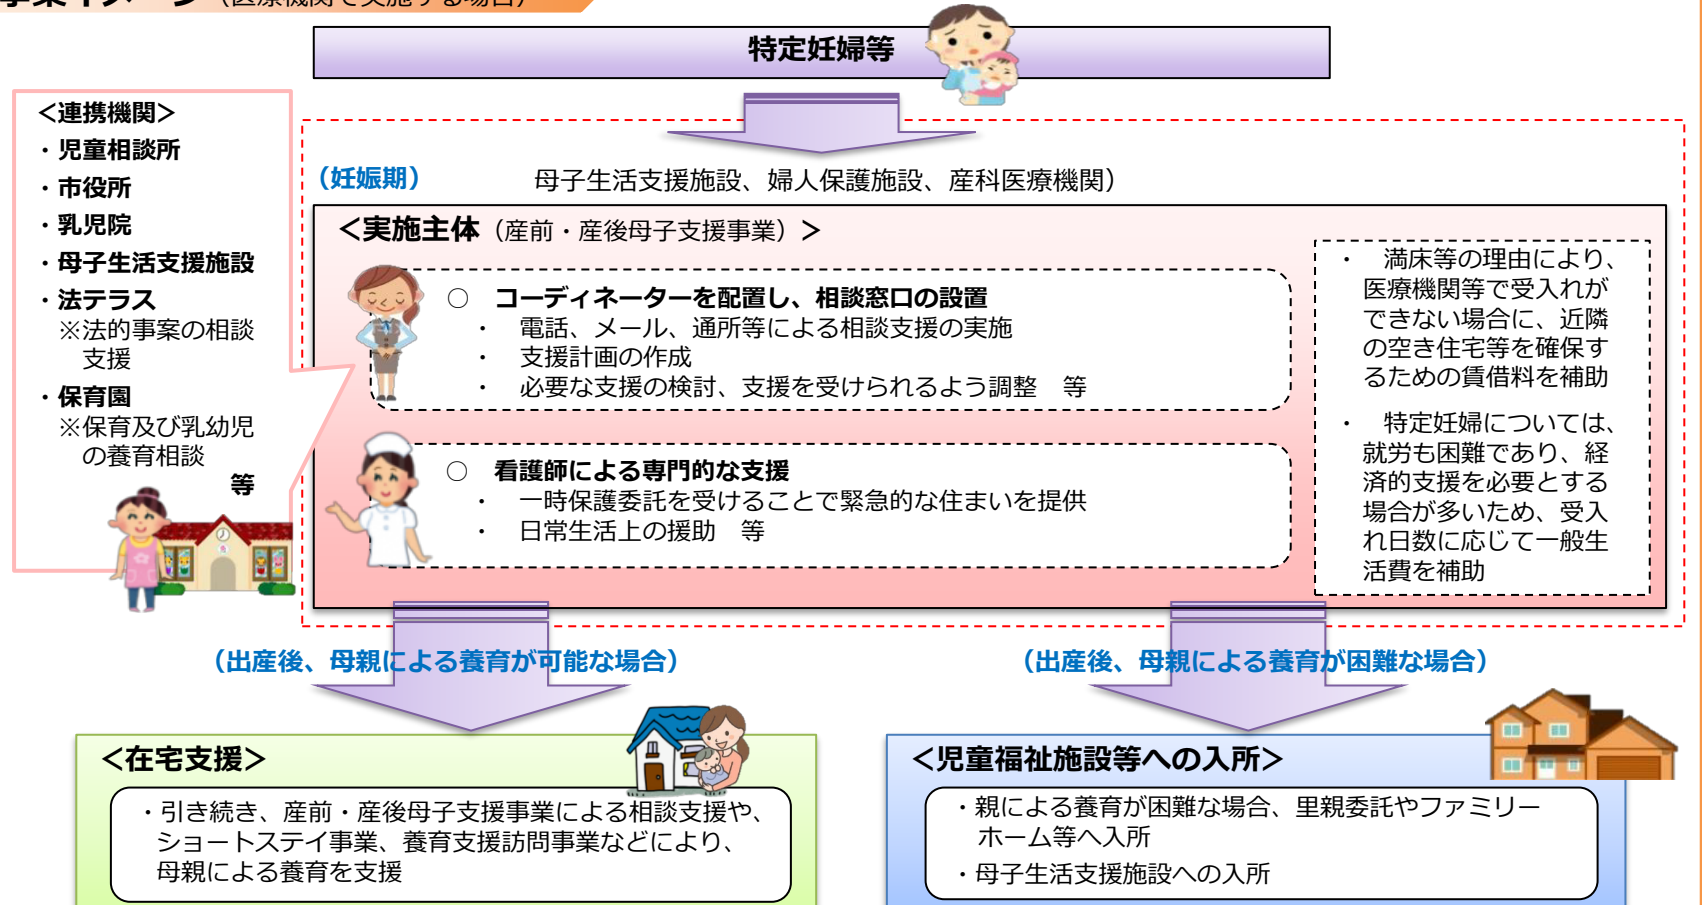 事業イメージ（医療機関で実施する場合）
特定妊婦等
＜連携機関＞
・児童相談所
・市役所
・乳児院
・母子生活支援施設
・法テラス
※法的事案の相談
支援
・保育園
※保育及び乳幼児
の養育相談
等
（妊娠期）
母子生活支援施設、婦人保護施設、産科医療機関）
＜実施主体（産前・産後母子支援事業）＞
○　コーディネーターを配置し、相談窓口の設置
・　電話、メール、通所等による相談支援の実施
・　支援計画の作成
・　必要な支援の検討、支援を受けられるよう調整　等
○　看護師による専門的な支援
・　一時保護委託を受けることで緊急的な住まいを提供
・　日常生活上の援助　等
・　満床等の理由により、
医療機関等で受入れが
できない場合に、近隣
の空き住宅等を確保す
るための賃借料を補助
・　特定妊婦については、
就労も困難であり、経
済的支援を必要とする
場合が多いため、受入
れ日数に応じて一般生
活費を補助
（出産後、母親による養育が可能な場合）
（出産後、母親による養育が困難な場合）
＜在宅支援＞
・引き続き、産前・産後母子支援事業による相談支援や、
ショートステイ事業、養育支援訪問事業などにより、
母親による養育を支援
＜児童福祉施設等への入所＞
・親による養育が困難な場合、里親委託やファミリー
ホーム等へ入所
・母子生活支援施設への入所